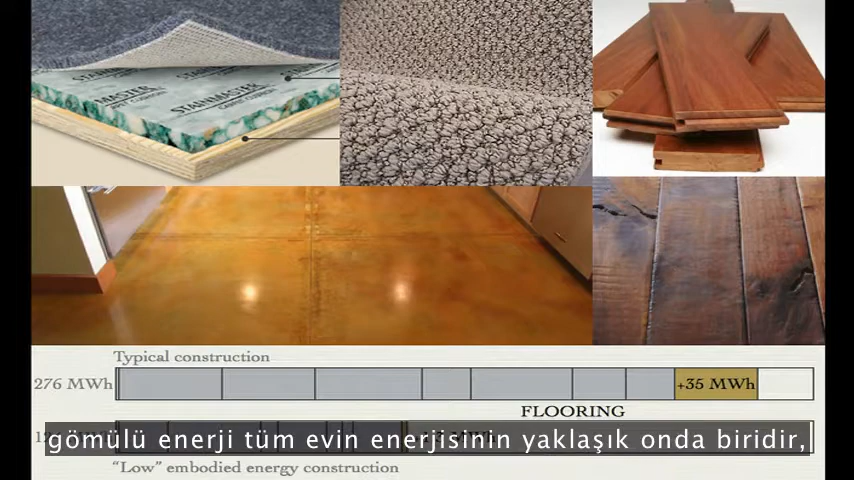 STANMASTER
Typical construction
276 MWh
+35 MWh
FLOORING
gömülü enerji tüm evin enerjisinin yaklaşık onda biridir,
"Low" embodied energy construction